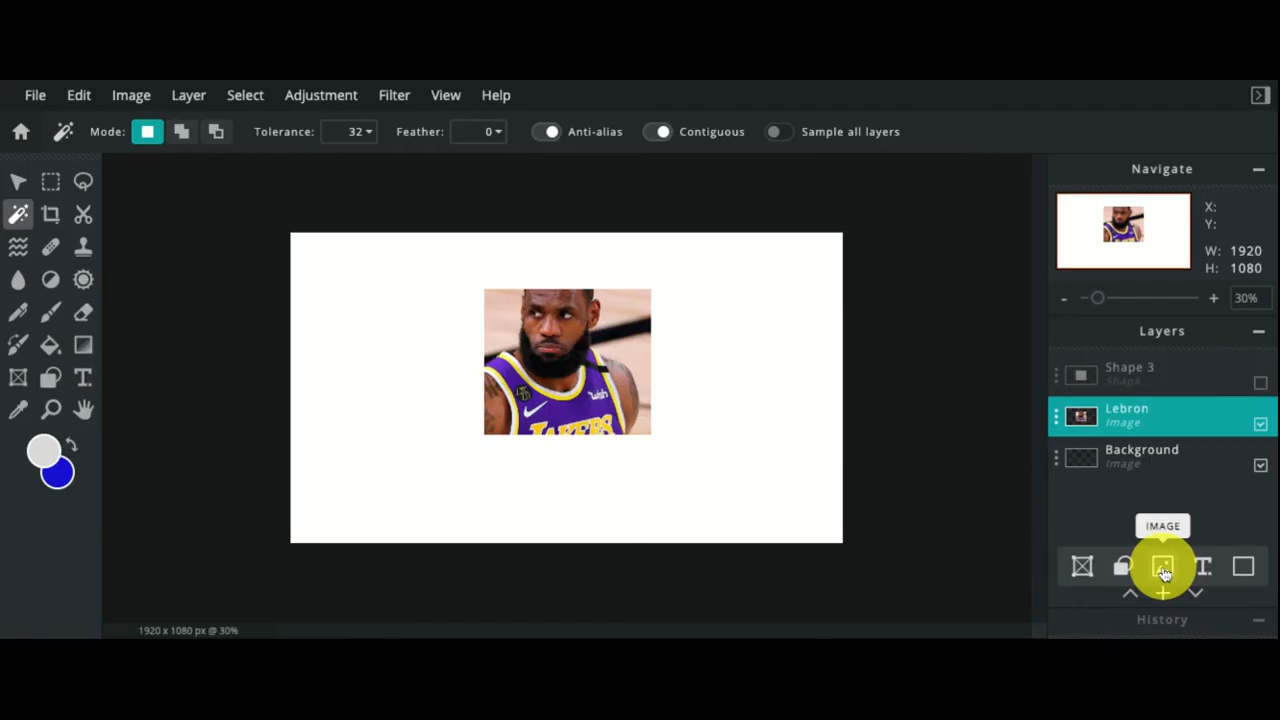 File Edit Image Layer Select Adjustment Filter View Help
Mode: Tolerance: 32 Feather: 0 Anti-alias Contiguous Sample all layers
Navigate
X:
Y:
W: 1920
H: 1080
- + 30%
Layers
Shape 3
Shape
Lebron
Image
Background
Image
wish
LAKERS
IMAGE
T
History
1920 x 1080 px @ 30%